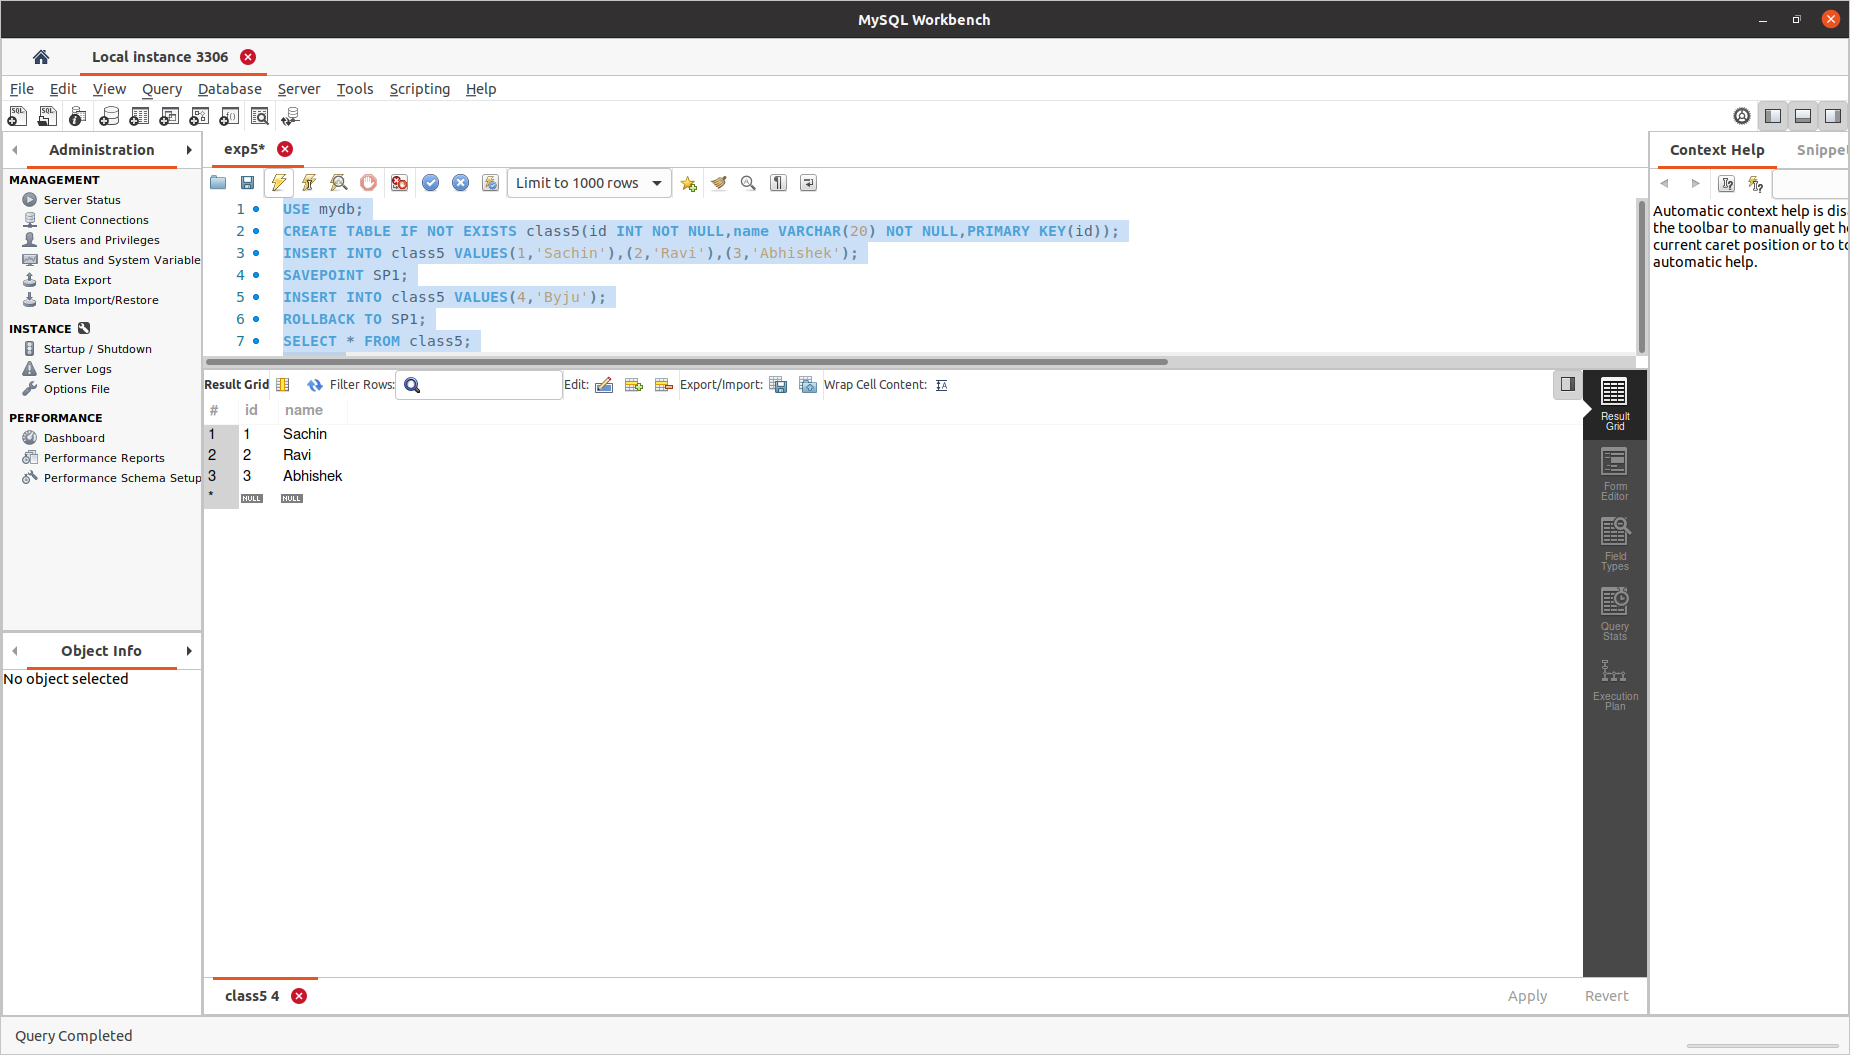 MySQL Workbench
Local instance 3306
File Edit View Query Database Server Tools Scripting Help
Administration
MANAGEMENT
Server Status
Client Connections
Users and Privileges
Status and System Variable
Data Export
Data Import/Restore
INSTANCE
Startup / Shutdown
Server Logs
Options File
PERFORMANCE
Dashboard
Performance Reports
Performance Schema Setup
Object Info
No object selected
exp5*
Limit to 1000 rows
1 USE mydb;
2 CREATE TABLE IF NOT EXISTS class5(id INT NOT NULL,name VARCHAR(20) NOT NULL,PRIMARY KEY(id));
3 INSERT INTO class5 VALUES(1,'Sachin'),(2,'Ravi'),(3,'Abhishek');
4 SAVEPOINT SP1;
5 INSERT INTO class5 VALUES(4,'Byju');
6 ROLLBACK TO SP1;
7 SELECT * FROM class5;
Result Grid Filter Rows: Edit: Export/Import: Wrap Cell Content:
# id name
1 1 Sachin
2 2 Ravi
3 3 Abhishek
* NULL NULL
Result
Grid
Form
Editor
Field
Types
Query
Stats
Execution
Plan
class5 4
Apply Revert
Context Help Snippe
Automatic context help is dis
the toolbar to manually get h
current caret position or to to
automatic help.
Query Completed